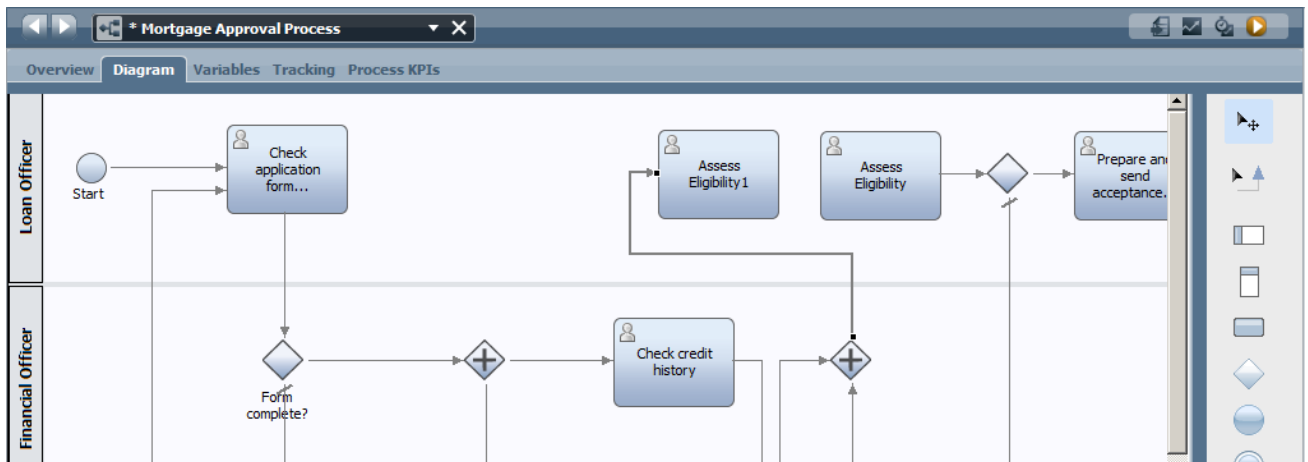 * Mortgage Approval Process
Overview
Diagram
Variables
Tracking
Process KPIs
Loan Officer
Start
Check
application
form...
Assess
Eligibility1
Assess
Eligibility
Prepare and
send
acceptance.
Financial Officer
Form
complete?
Check credit
history